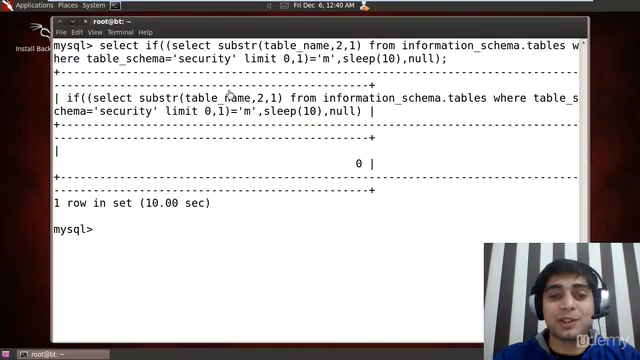 Applications Places System
Fri Dec 6, 12:40 AM
Install Back
root@bt: ~
File Edit View Terminal Help
mysql> select if((select substr(table_name,2,1) from information_schema.tables w
here table_schema='security' limit 0,1)='m',sleep(10),null);
+-------------------------------------------------------------------------------
-----------------------------------------------+
| if((select substr(table_name,2,1) from information_schema.tables where table_s
chema='security' limit 0,1)='m',sleep(10),null) |
+-------------------------------------------------------------------------------
-----------------------------------------------+
|
0 |
+-------------------------------------------------------------------------------
-----------------------------------------------+
1 row in set (10.00 sec)
mysql>
root@bt: ~
udemy